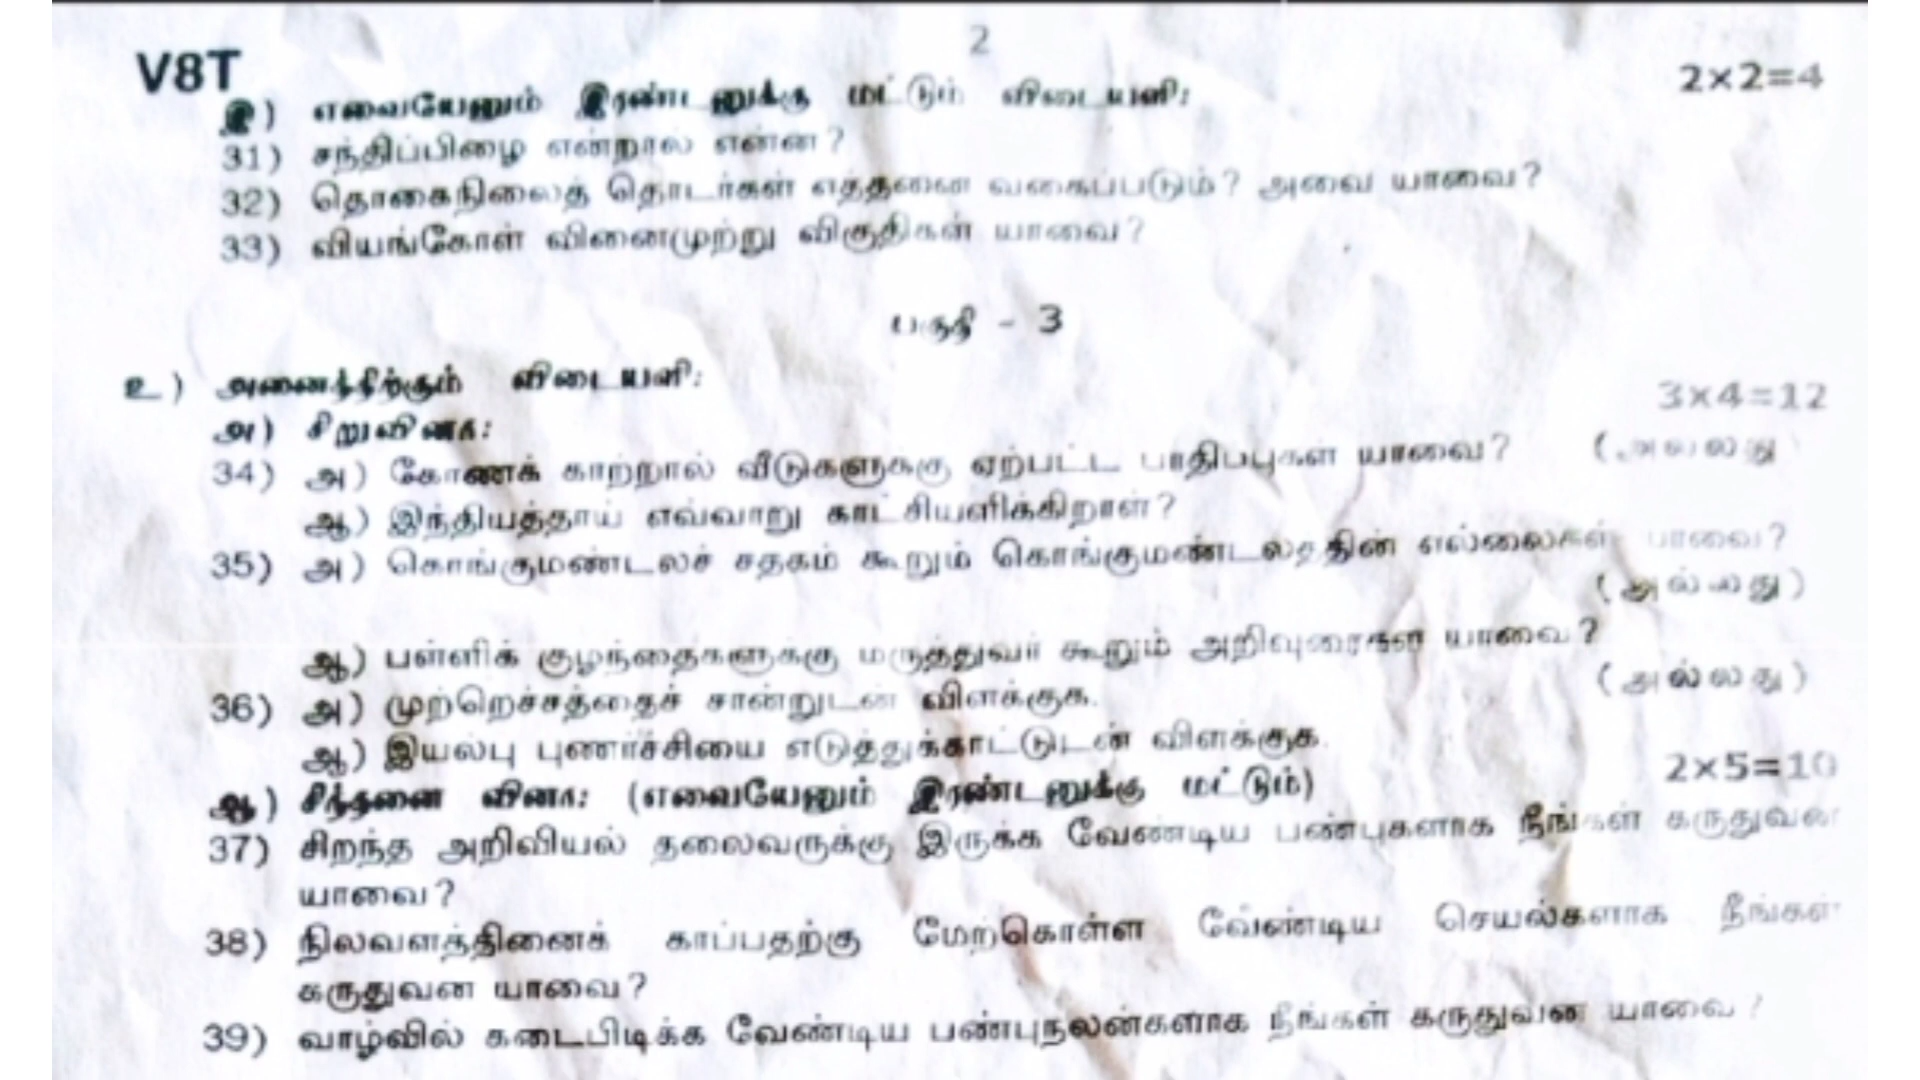 2
V8T
இ) எவையேனும் இரண்டனுக்கு மட்டும் விடையளி: 2×2=4
31) சந்திப்பிழை என்றால் என்ன?
32) தொகைநிலைத் தொடர்கள் எத்தனை வகைப்படும்? அவை யாவை?
33) வியங்கோள் வினைமுற்று விகுதிகள் யாவை?
பகுதி - 3
உ) அனைத்திற்கும் விடையளி:
அ) சிறுவினா: 3×4=12
34) அ) கோணக் காற்றால் வீடுகளுக்கு ஏற்பட்ட பாதிப்புகள் யாவை? (அல்லது
ஆ) இந்தியத்தாய் எவ்வாறு காட்சியளிக்கிறாள்?
35) அ) கொங்குமண்டலச் சதகம் கூறும் கொங்குமண்டலத்தின் எல்லைகள் யாவை?
(அல்லது)
ஆ) பள்ளிக் குழந்தைகளுக்கு மருத்துவர் கூறும் அறிவுரைகள் யாவை?
36) அ) முற்றெச்சத்தைச் சான்றுடன் விளக்குக. (அல்லது)
ஆ) இயல்பு புணர்ச்சியை எடுத்துக்காட்டுடன் விளக்குக.
ஆ) சிந்தனை வினா: (எவையேனும் இரண்டனுக்கு மட்டும்) 2×5=10
37) சிறந்த அறிவியல் தலைவருக்கு இருக்க வேண்டிய பண்புகளாக நீங்கள் கருதுவன
யாவை?
38) நிலவளத்தினைக் காப்பதற்கு மேற்கொள்ள வேண்டிய செயல்களாக நீங்கள்
கருதுவன யாவை?
39) வாழ்வில் கடைபிடிக்க வேண்டிய பண்புநலன்களாக நீங்கள் கருதுவன யாவை?